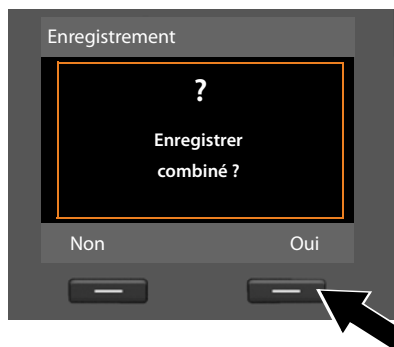 Enregistrement
?
Enregistrer
combiné ?
Non Oui